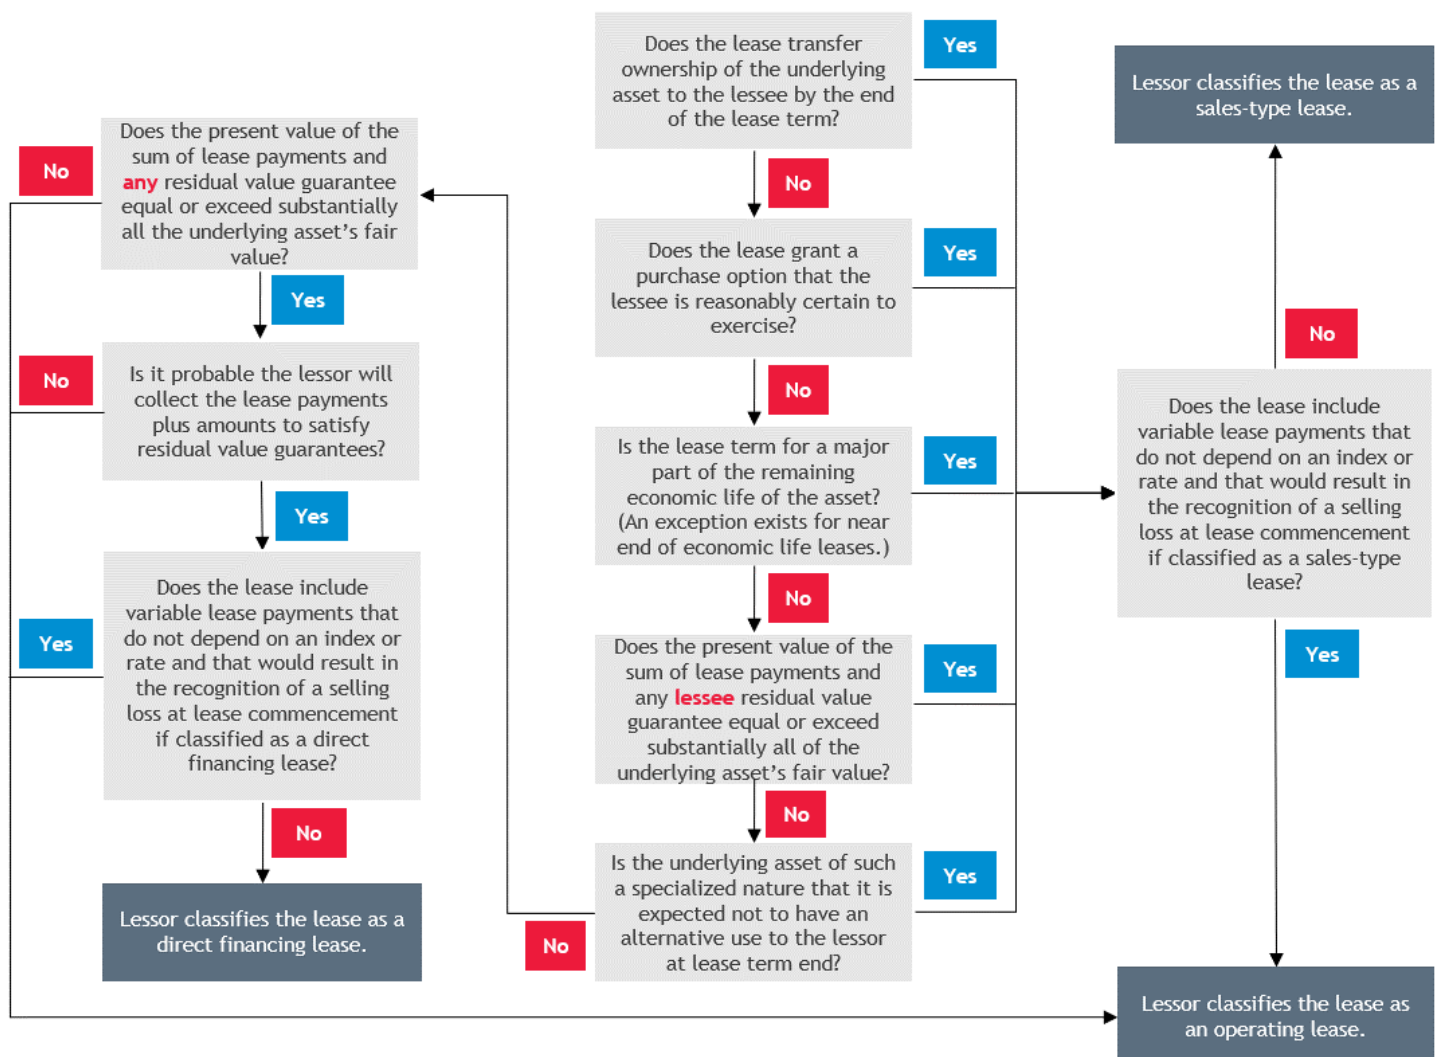 Does the lease transfer
ownership of the underlying
asset to the lessee by the end
of the lease term?
Yes
No
Does the lease grant a
purchase option that the
lessee is reasonably certain to
exercise?
Yes
No
Is the lease term for a major
part of the remaining
economic life of the asset?
(An exception exists for near
end of economic life leases.)
Yes
No
Does the present value of the
sum of lease payments and
any lessee residual value
guarantee equal or exceed
substantially all of the
underlying asset's fair value?
Yes
No
Is the underlying asset of such
a specialized nature that it is
expected not to have an
alternative use to the lessor
at lease term end?
Yes
No
Does the present value of the
sum of lease payments and
any residual value guarantee
equal or exceed substantially
all the underlying asset's fair
value?
No
Yes
Is it probable the lessor will
collect the lease payments
plus amounts to satisfy
residual value guarantees?
No
Yes
Does the lease include
variable lease payments that
do not depend on an index or
rate and that would result in
the recognition of a selling
loss at lease commencement
if classified as a direct
financing lease?
Yes
No
Lessor classifies the lease as a
direct financing lease.
Lessor classifies the lease as a
sales-type lease.
No
Does the lease include
variable lease payments that
do not depend on an index or
rate and that would result in
the recognition of a selling
loss at lease commencement
if classified as a sales-type
lease?
Yes
Lessor classifies the lease as
an operating lease.